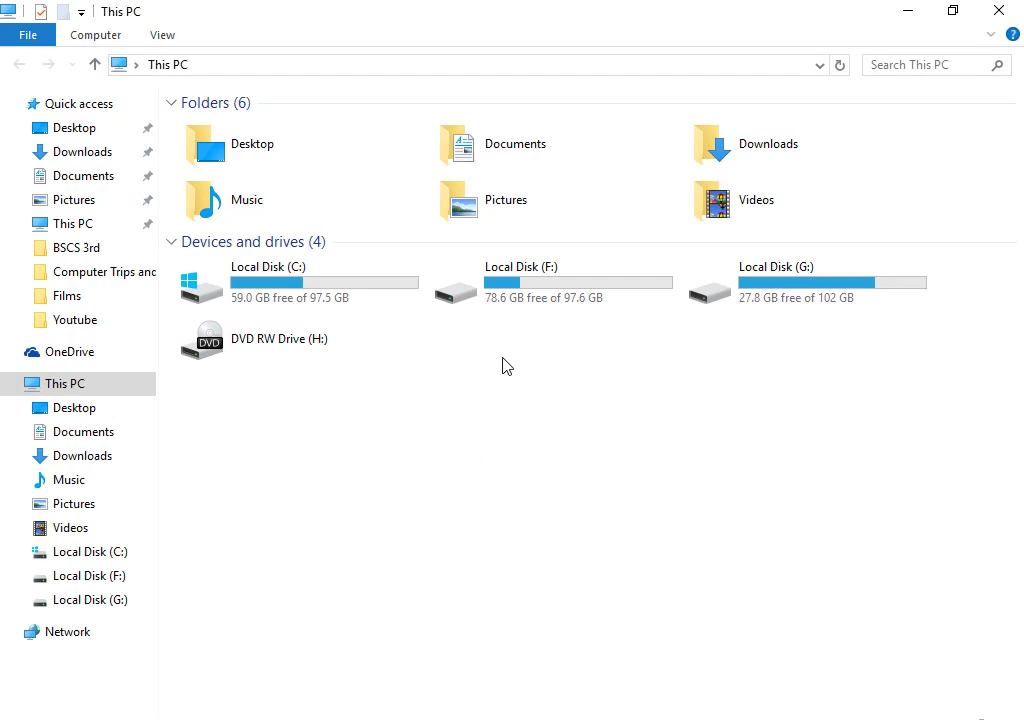 This PC
File
Computer
View
This PC
Search This PC
Quick access
Desktop
Downloads
Documents
Pictures
This PC
BSCS 3rd
Computer Trips and
Films
Youtube
OneDrive
This PC
Desktop
Documents
Downloads
Music
Pictures
Videos
Local Disk (C:)
Local Disk (F:)
Local Disk (G:)
Network
Folders (6)
Desktop
Documents
Downloads
Music
Pictures
Videos
Devices and drives (4)
Local Disk (C:)
59.0 GB free of 97.5 GB
Local Disk (F:)
78.6 GB free of 97.6 GB
Local Disk (G:)
27.8 GB free of 102 GB
DVD
DVD RW Drive (H:)